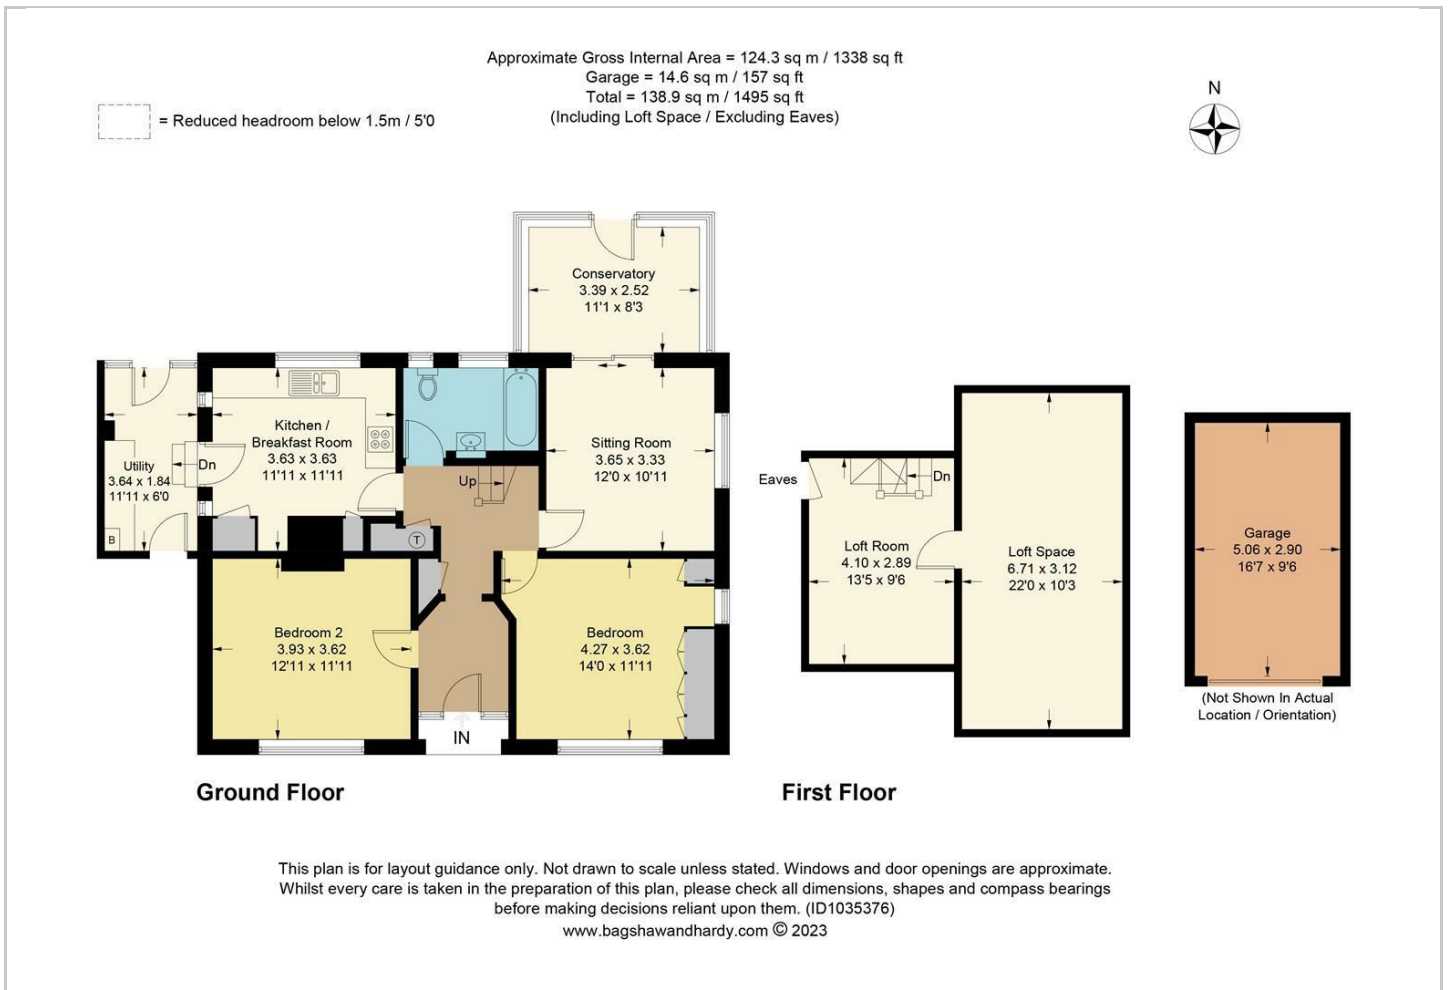 Approximate Gross Internal Area = 124.3 sq m / 1338 sq ft
Garage = 14.6 sq m / 157 sq ft
Total = 138.9 sq m / 1495 sq ft
(Including Loft Space / Excluding Eaves)
= Reduced headroom below 1.5m / 5'0
N
Conservatory
3.39 x 2.52
11'1 x 8'3
Kitchen /
Breakfast Room
3.63 x 3.63
11'11 x 11'11
Utility
3.64 x 1.84
11'11 x 6'0
Dn
B
T
Up
Sitting Room
3.65 x 3.33
12'0 x 10'11
Bedroom 2
3.93 x 3.62
12'11 x 11'11
Bedroom
4.27 x 3.62
14'0 x 11'11
IN
Ground Floor
Eaves
Dn
Loft Room
4.10 x 2.89
13'5 x 9'6
Loft Space
6.71 x 3.12
22'0 x 10'3
First Floor
Garage
5.06 x 2.90
16'7 x 9'6
(Not Shown In Actual
Location / Orientation)
This plan is for layout guidance only. Not drawn to scale unless stated. Windows and door openings are approximate.
Whilst every care is taken in the preparation of this plan, please check all dimensions, shapes and compass bearings
before making decisions reliant upon them. (ID1035376)
www.bagshawandhardy.com © 2023